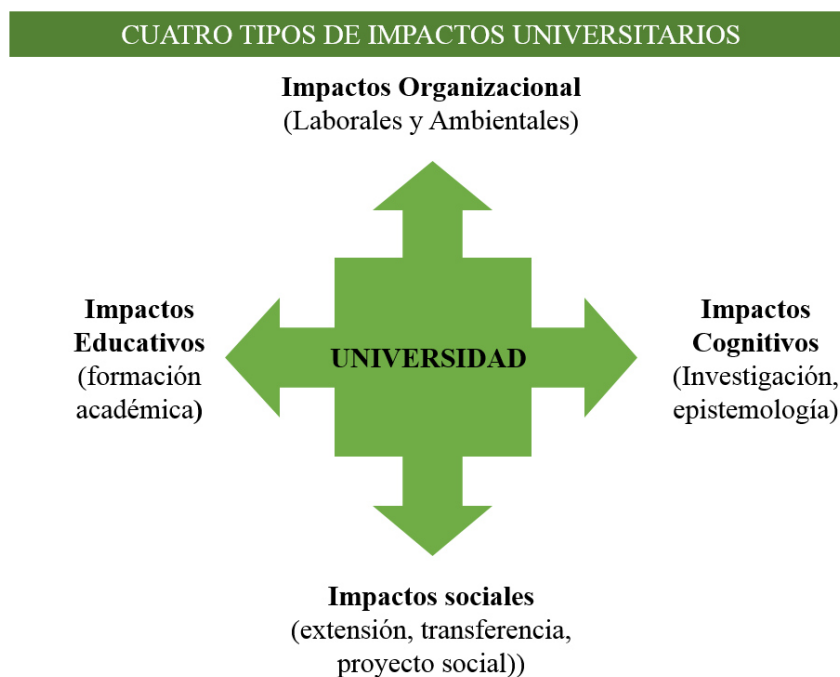 CUATRO TIPOS DE IMPACTOS UNIVERSITARIOS
Impactos Organizacional
(Laborales y Ambientales)
Impactos
Educativos
(formación
académica)
UNIVERSIDAD
Impactos
Cognitivos
(Investigación,
epistemología)
Impactos sociales
(extensión, transferencia,
proyecto social))